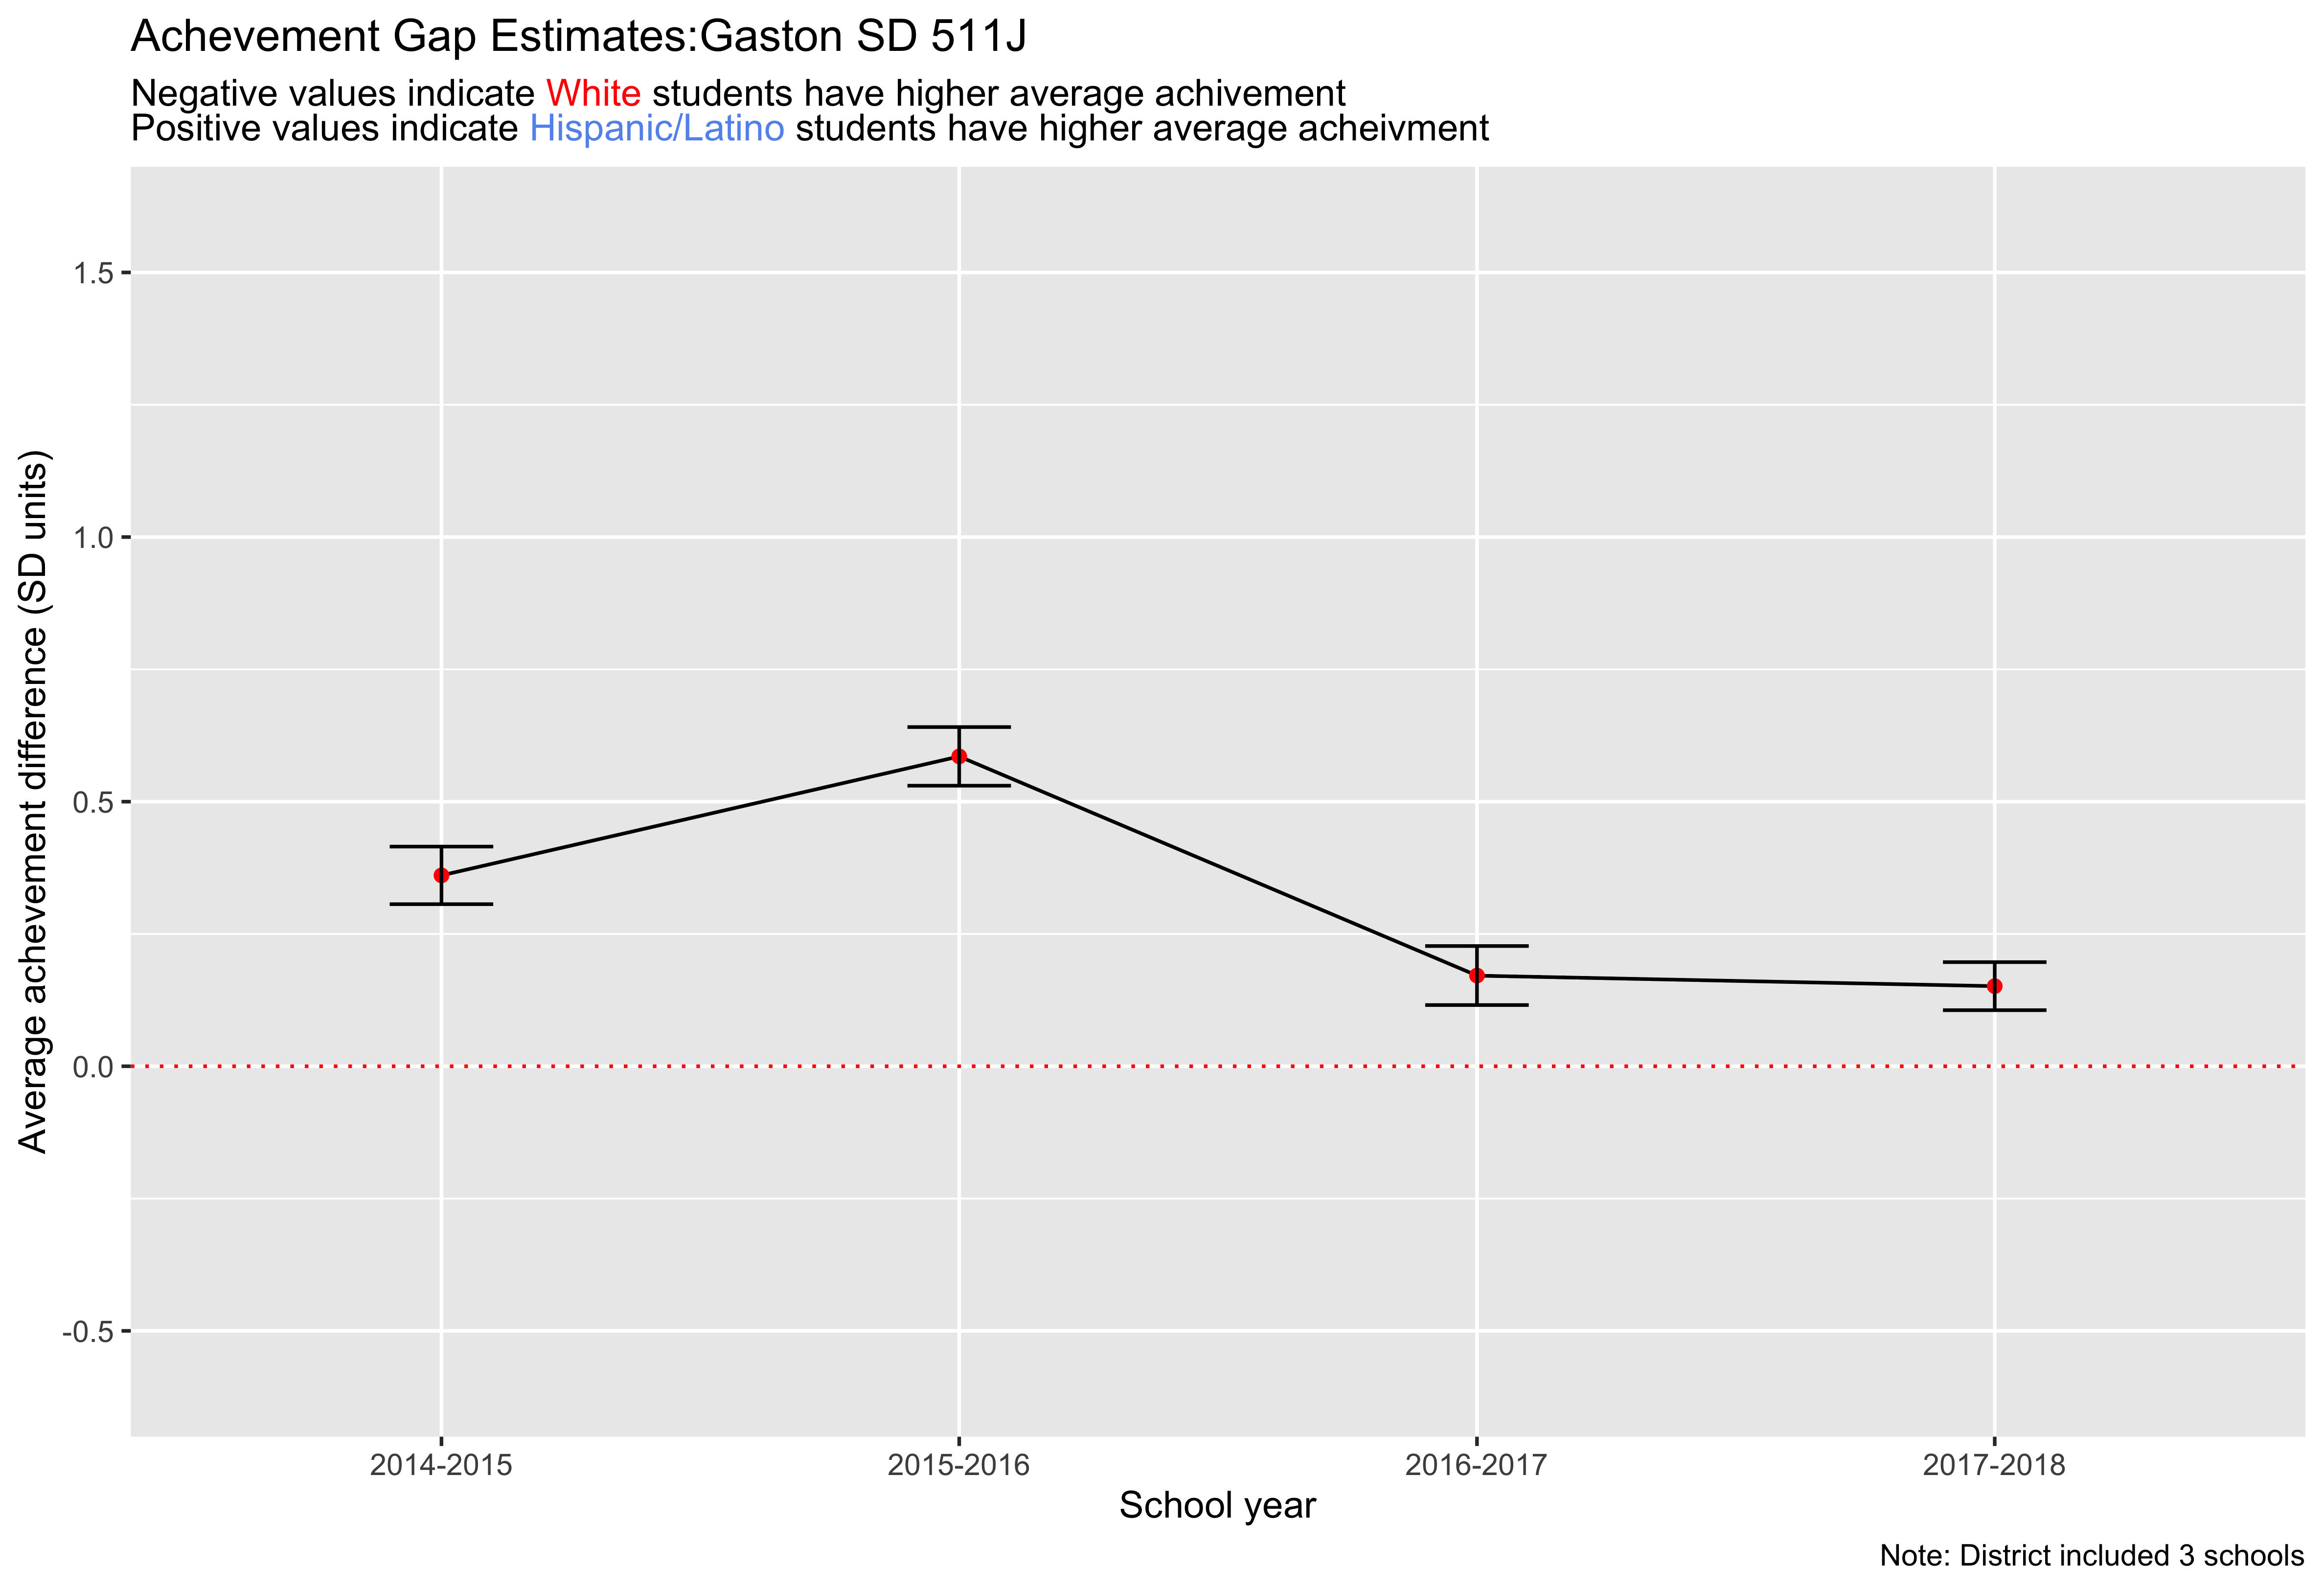 Achevement Gap Estimates:Gaston SD 511J
Negative values indicate White students have higher average achivement
Positive values indicate Hispanic/Latino students have higher average acheivment
Average achevement difference (SD units)
1.5
1.0
0.5
0.0
-0.5
2014-2015
2015-2016
2016-2017
2017-2018
School year
Note: District included 3 schools